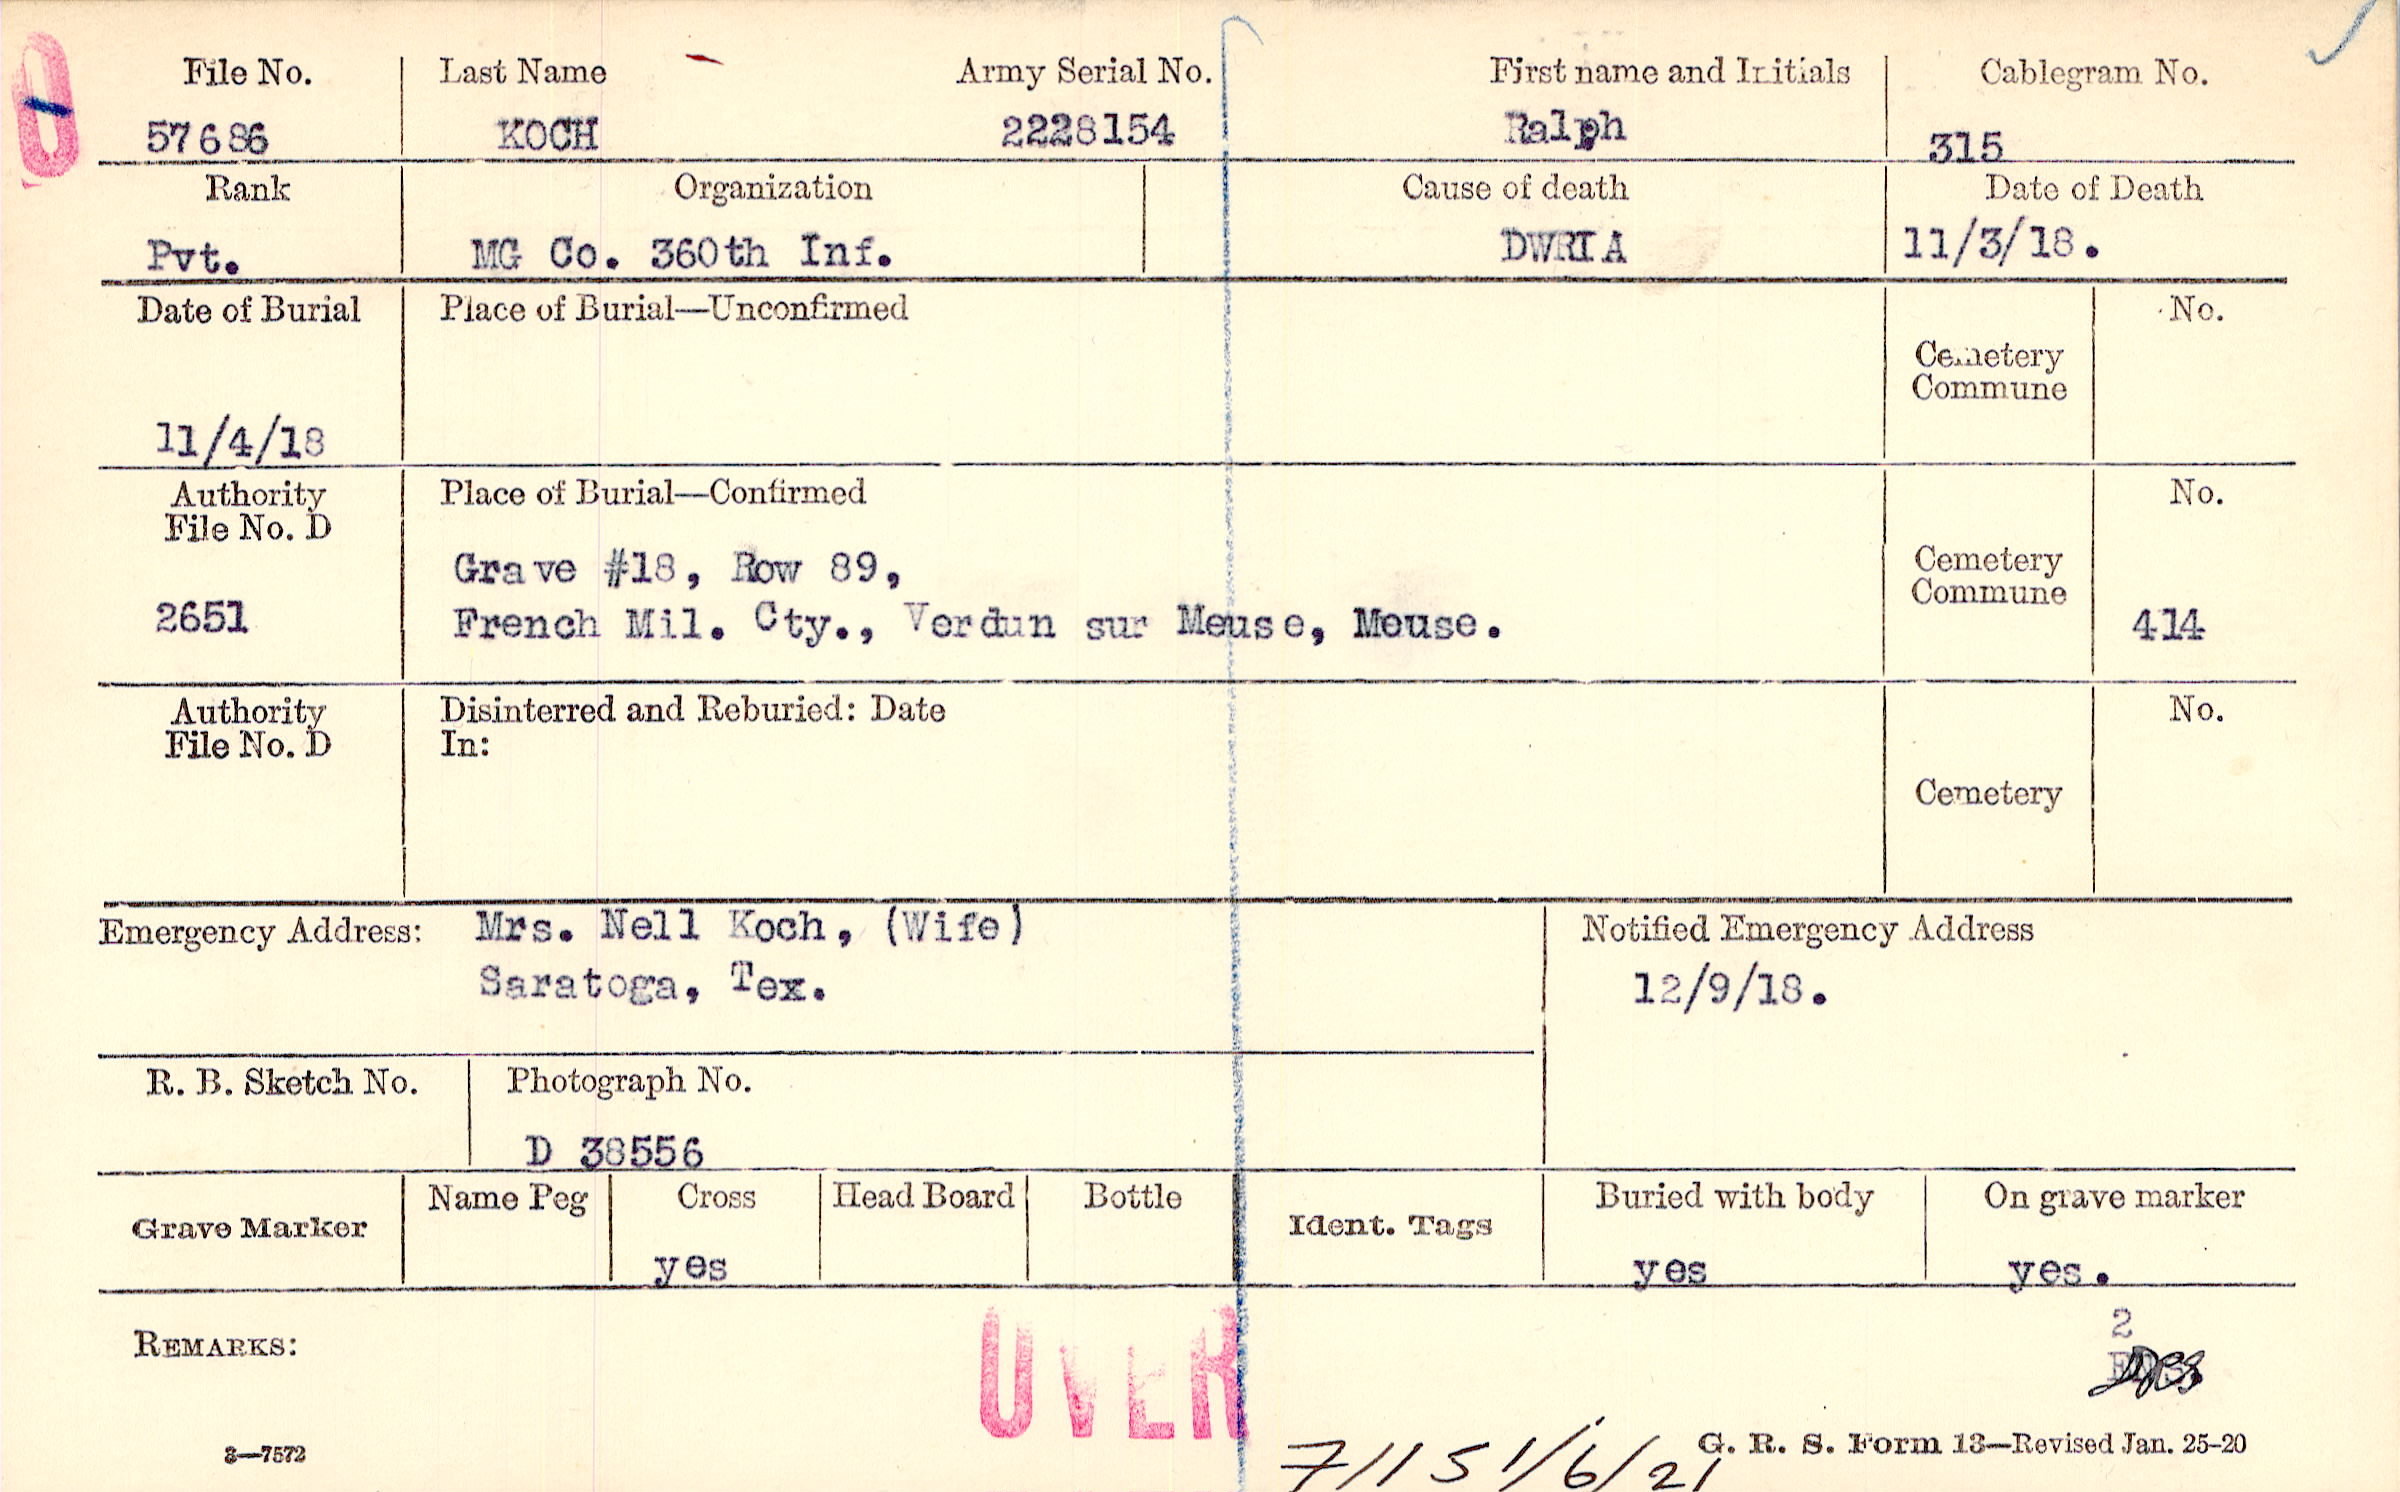 File No. Last Name Army Serial No. First name and Initials Cablegram No.
57686 KOCH 2228154 Ralph 315
Rank Organization Cause of death Date of Death
Pvt. MG Co. 360th Inf. DWRIA 11/3/18.
Date of Burial Place of Burial—Unconfirmed No.
Cemetery
Commune
11/4/18
Authority Place of Burial—Confirmed No.
File No. D
Grave #18, Row 89,
Cemetery
Commune
2651 French Mil. Cty., Verdun sur Meuse, Meuse. 414
Authority Disinterred and Reburied: Date No.
File No. D In:
Cemetery
Emergency Address: Mrs. Nell Koch, (Wife) Notified Emergency Address
Saratoga, Tex. 12/9/18.
R. B. Sketch No. Photograph No.
D 38556
Grave Marker Name Peg Cross Head Board Bottle Ident. Tags Buried with body On grave marker
yes yes yes.
2
REMARKS:
OVER
3—7572 G. R. S. Form 13—Revised Jan. 25-20
7115 1/6/21